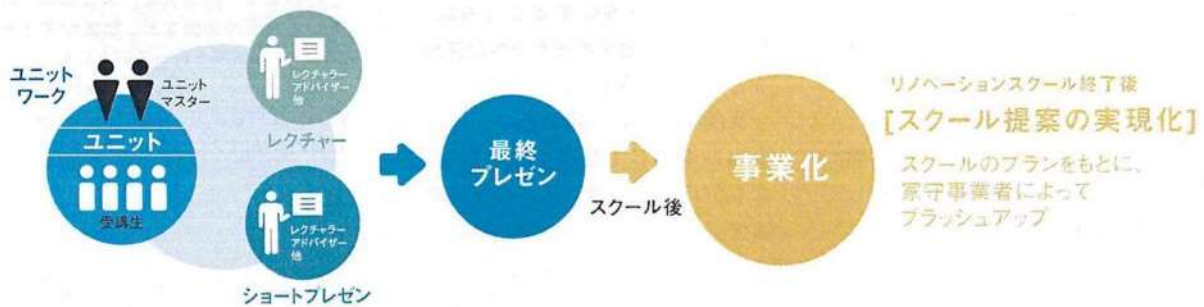 ユニット
ワーク
ユニット
マスター
ユニット
受講生
レクチャラー
アドバイザー
他
レクチャー
レクチャラー
アドバイザー
他
ショートプレゼン
最終
プレゼン
スクール後
事業化
リノベーションスクール終了後
[スクール提案の実現化]
スクールのプランをもとに、
家守事業者によって
ブラッシュアップ